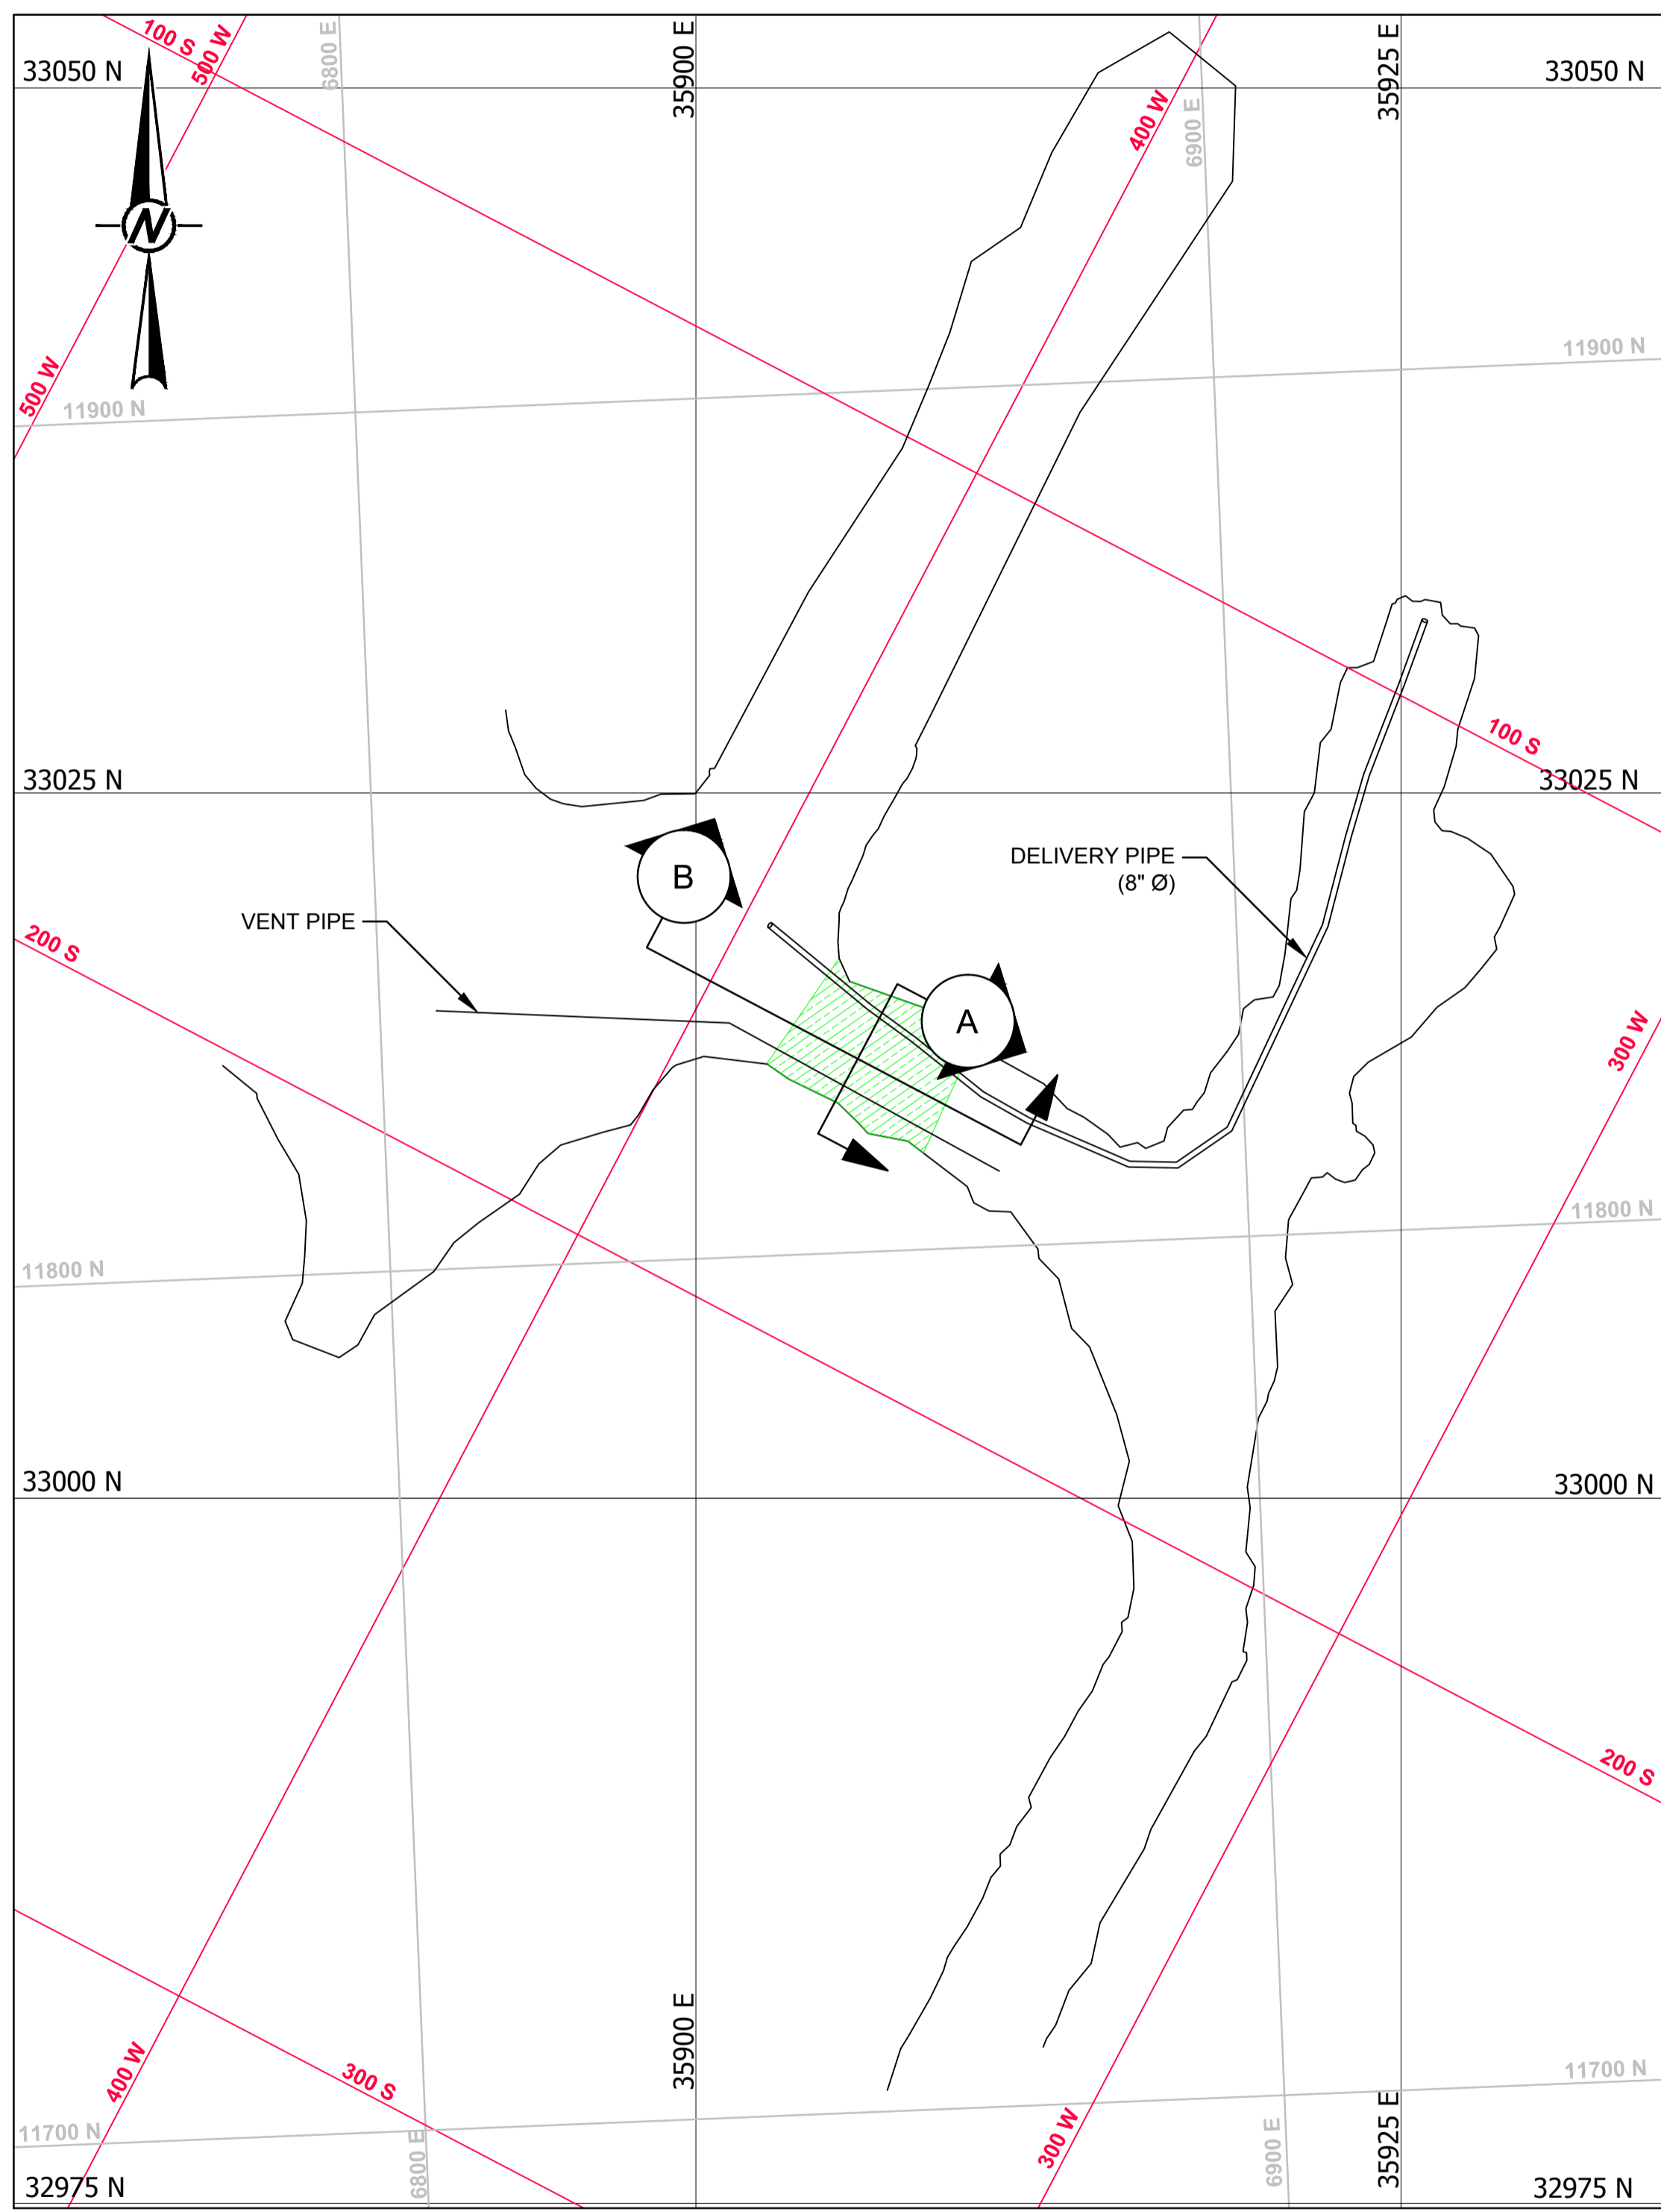 100 S
500 W
6800 E
35900 E
35925 E
33050 N
33050 N
400 W
6900 E
N
500 W
11900 N
11900 N
100 S
33025 N
33025 N
B
DELIVERY PIPE
(8" Ø)
VENT PIPE
200 S
A
300 W
11800 N
11800 N
33000 N
33000 N
200 S
35900 E
400 W
300 S
11700 N
11700 N
300 W
6800 E
6900 E
35925 E
32975 N
32975 N